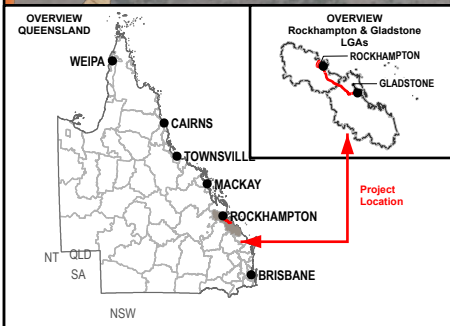 OVERVIEW
QUEENSLAND
WEIPA
CAIRNS
TOWNSVILLE
MACKAY
ROCKHAMPTON
BRISBANE
NT
QLD
SA
NSW
OVERVIEW
Rockhampton & Gladstone
LGAs
ROCKHAMPTON
GLADSTONE
Project
Location